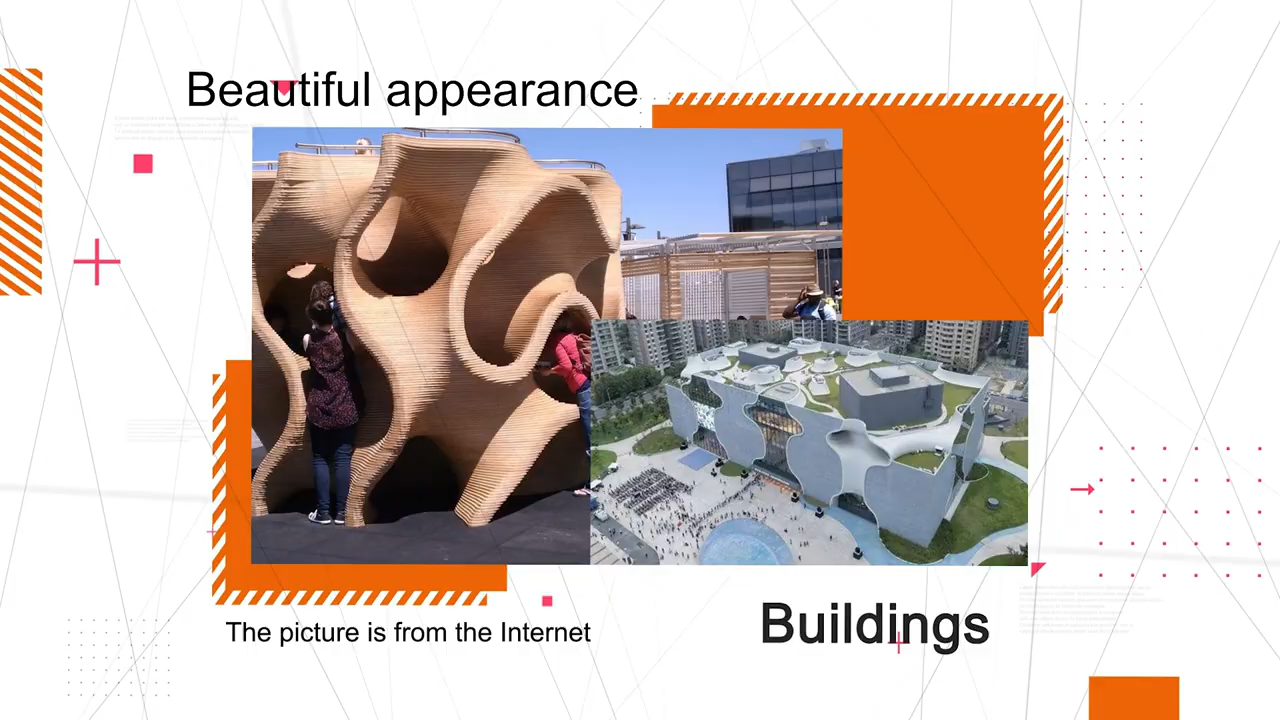 Beautiful appearance
The picture is from the Internet
Buildings